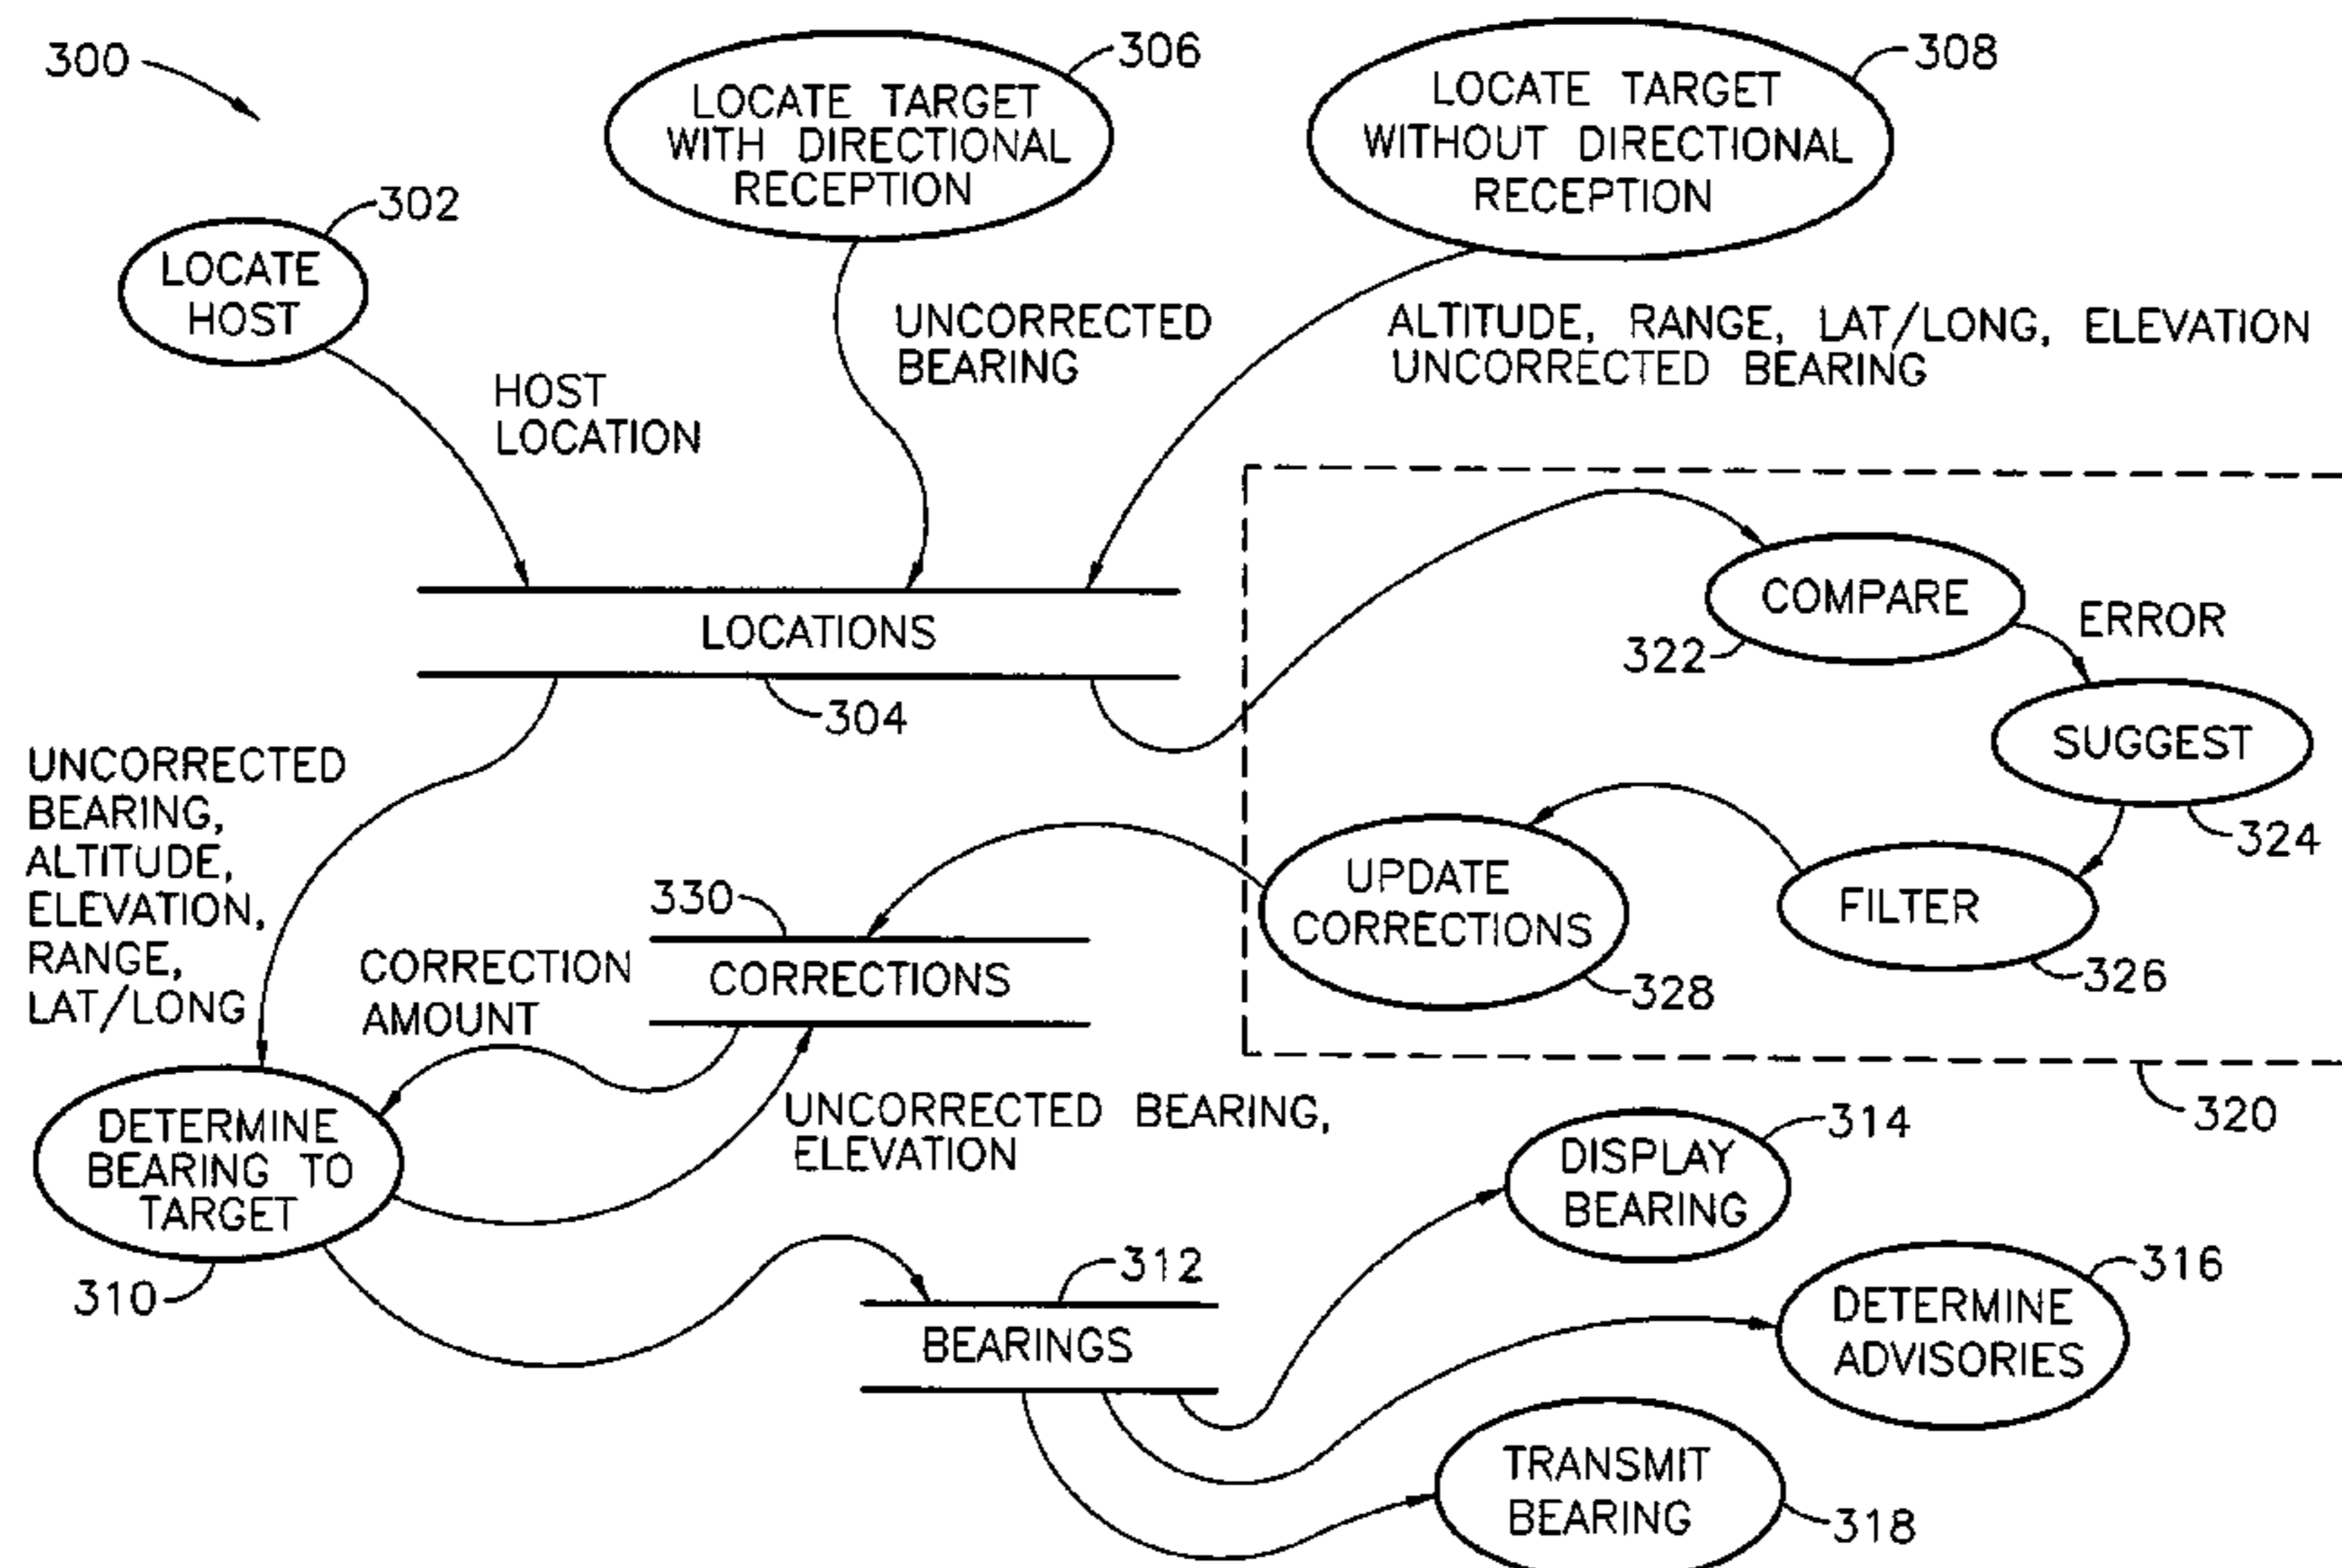 300
306
LOCATE TARGET
WITH DIRECTIONAL
RECEPTION
308
LOCATE TARGET
WITHOUT DIRECTIONAL
RECEPTION
302
LOCATE
HOST
HOST
LOCATION
UNCORRECTED
BEARING
ALTITUDE, RANGE, LAT/LONG, ELEVATION
UNCORRECTED BEARING
LOCATIONS
304
COMPARE
322
ERROR
SUGGEST
324
FILTER
326
UPDATE
CORRECTIONS
328
320
UNCORRECTED
BEARING,
ALTITUDE,
ELEVATION,
RANGE,
LAT/LONG
CORRECTION
AMOUNT
330
CORRECTIONS
UNCORRECTED BEARING,
ELEVATION
DETERMINE
BEARING TO
TARGET
310
312
BEARINGS
314
DISPLAY
BEARING
316
DETERMINE
ADVISORIES
TRANSMIT
BEARING
318